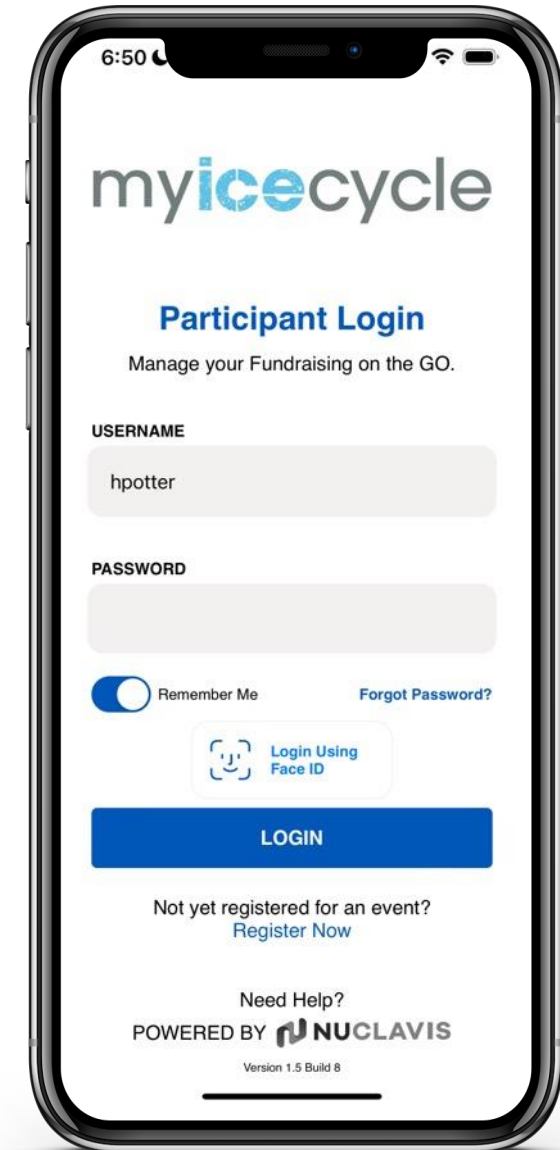 6:50
myicecycle
Participant Login
Manage your Fundraising on the GO.
USERNAME
hpotter
PASSWORD
Remember Me
Forgot Password?
Login Using
Face ID
LOGIN
Not yet registered for an event?
Register Now
Need Help?
POWERED BY NUCLAVIS
Version 1.5 Build 8